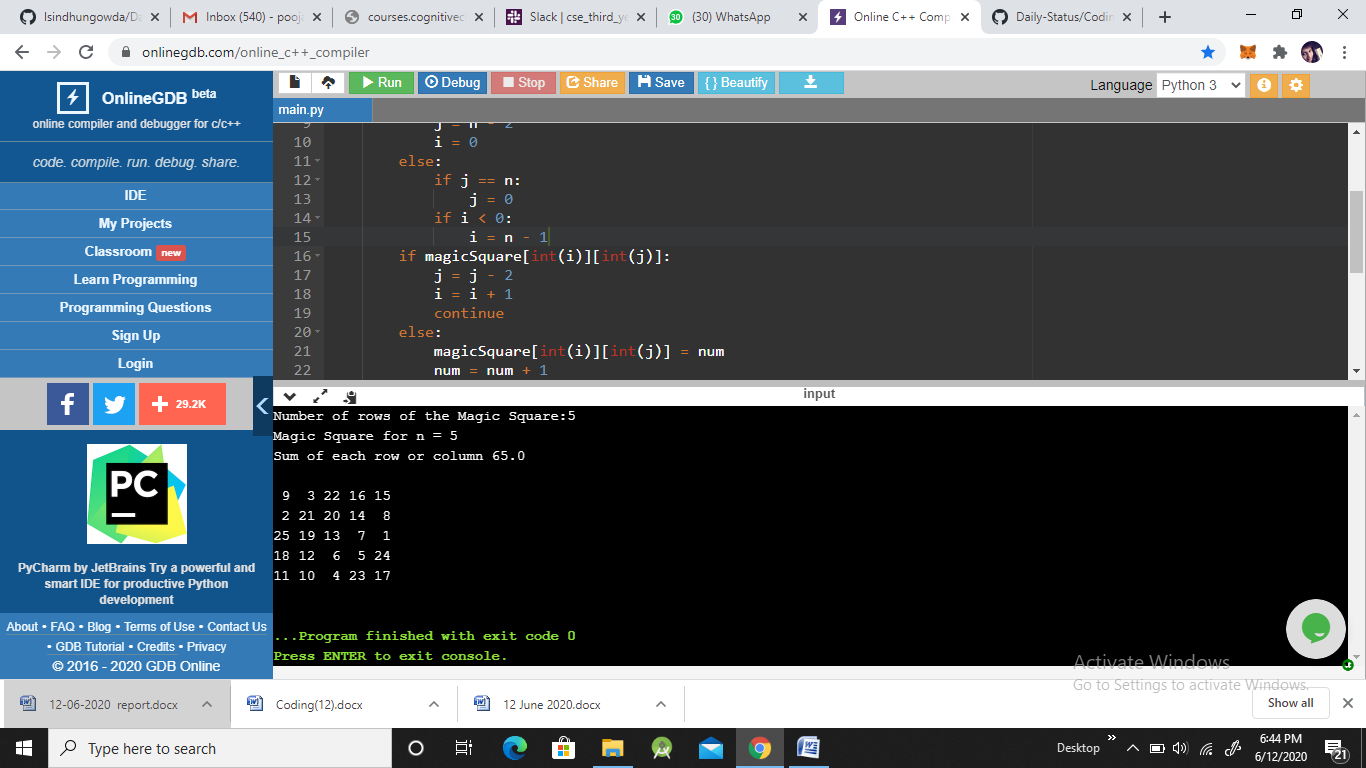 lsindhungowda/Da
Inbox (540) - pooja
courses.cognitivec
Slack | cse_third_ye
(30) WhatsApp
Online C++ Comp
Daily-Status/Codin
onlinegdb.com/online_c++_compiler
OnlineGDB beta
online compiler and debugger for c/c++
code. compile. run. debug. share.
IDE
My Projects
Classroom new
Learn Programming
Programming Questions
Sign Up
Login
f
+ 29.2K
PC
PyCharm by JetBrains Try a powerful and
smart IDE for productive Python
development
About • FAQ • Blog • Terms of Use • Contact Us
• GDB Tutorial • Credits • Privacy
© 2016 - 2020 GDB Online
Run
Debug
Stop
Share
Save
{ } Beautify
Language Python 3
main.py
9 j = n - 2
10 i = 0
11 else:
12 if j == n:
13 j = 0
14 if i < 0:
15 i = n - 1
16 if magicSquare[int(i)][int(j)]:
17 j = j - 2
18 i = i + 1
19 continue
20 else:
21 magicSquare[int(i)][int(j)] = num
22 num = num + 1
input
Number of rows of the Magic Square:5
Magic Square for n = 5
Sum of each row or column 65.0
9 3 22 16 15
2 21 20 14 8
25 19 13 7 1
18 12 6 5 24
11 10 4 23 17
...Program finished with exit code 0
Press ENTER to exit console.
Activate Windows
Go to Settings to activate Windows.
12-06-2020 report.docx
Coding(12).docx
12 June 2020.docx
Show all
Type here to search
Desktop
6:44 PM
6/12/2020
21